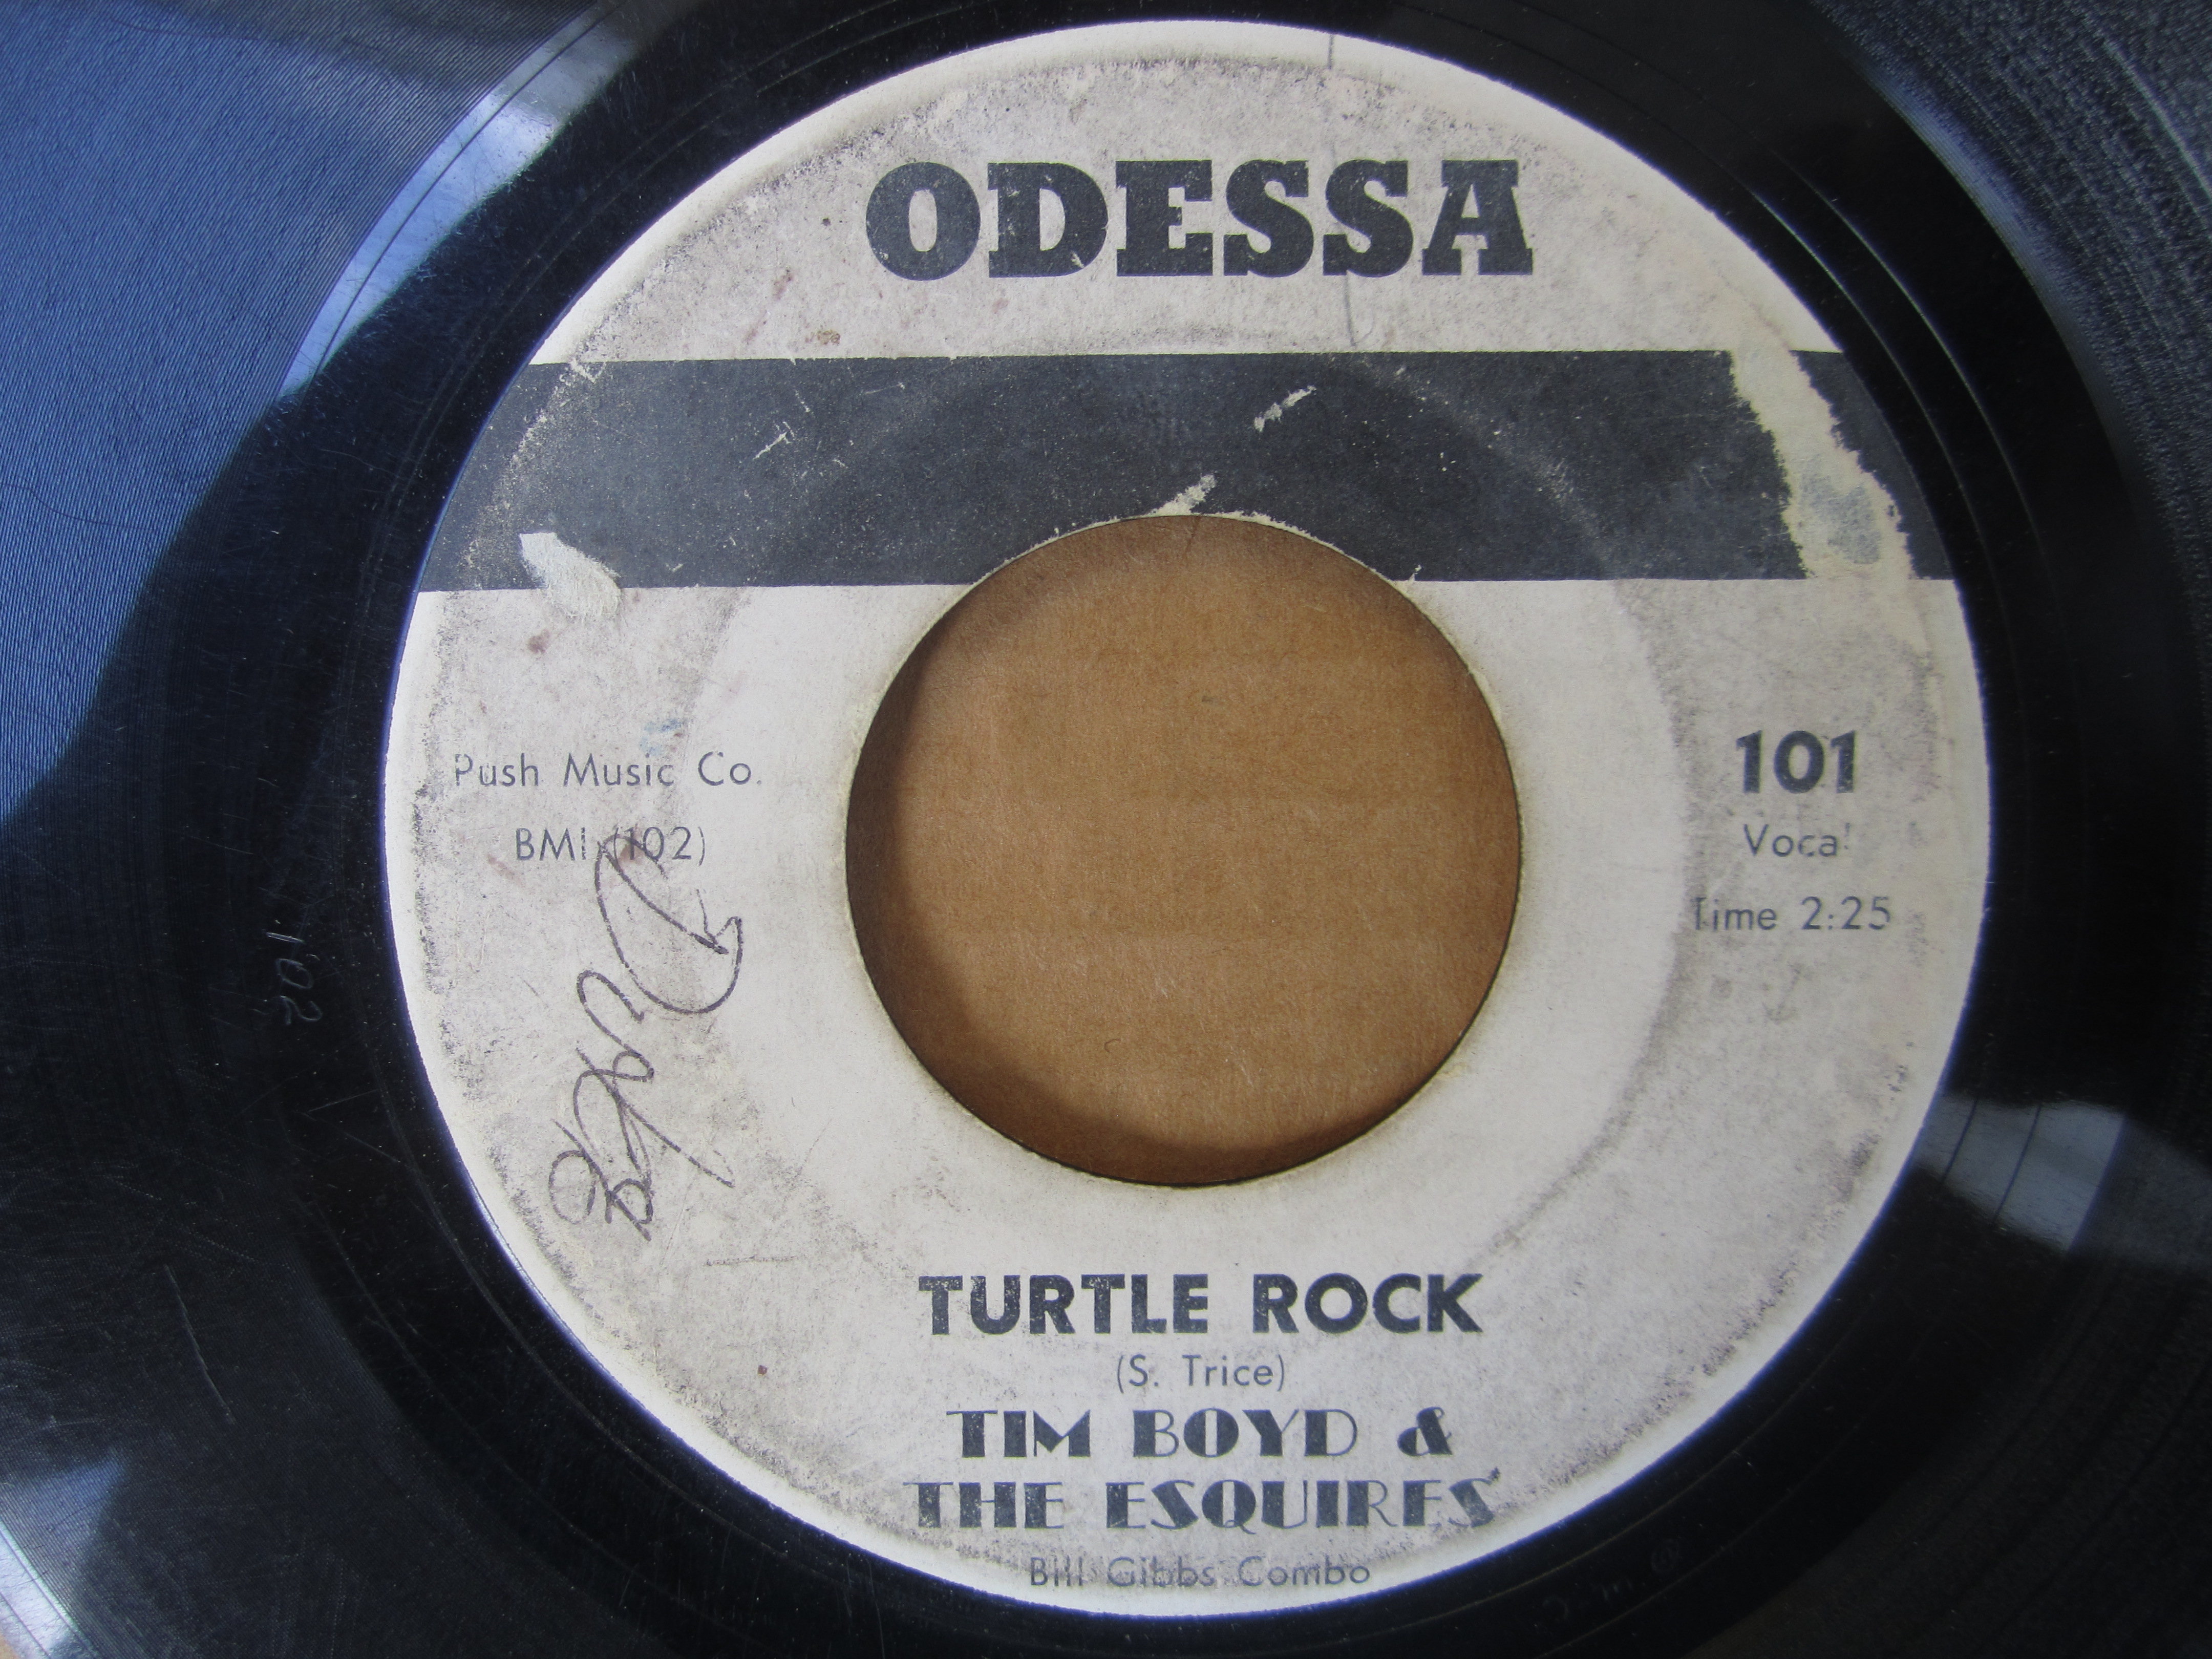 ODESSA
Push Music Co.
BMI (102)
101
Vocal
Time 2:25
102
TURTLE ROCK
(S. Trice)
TIM BOYD &
THE ESQUIRES
Bill Gibbs Combo